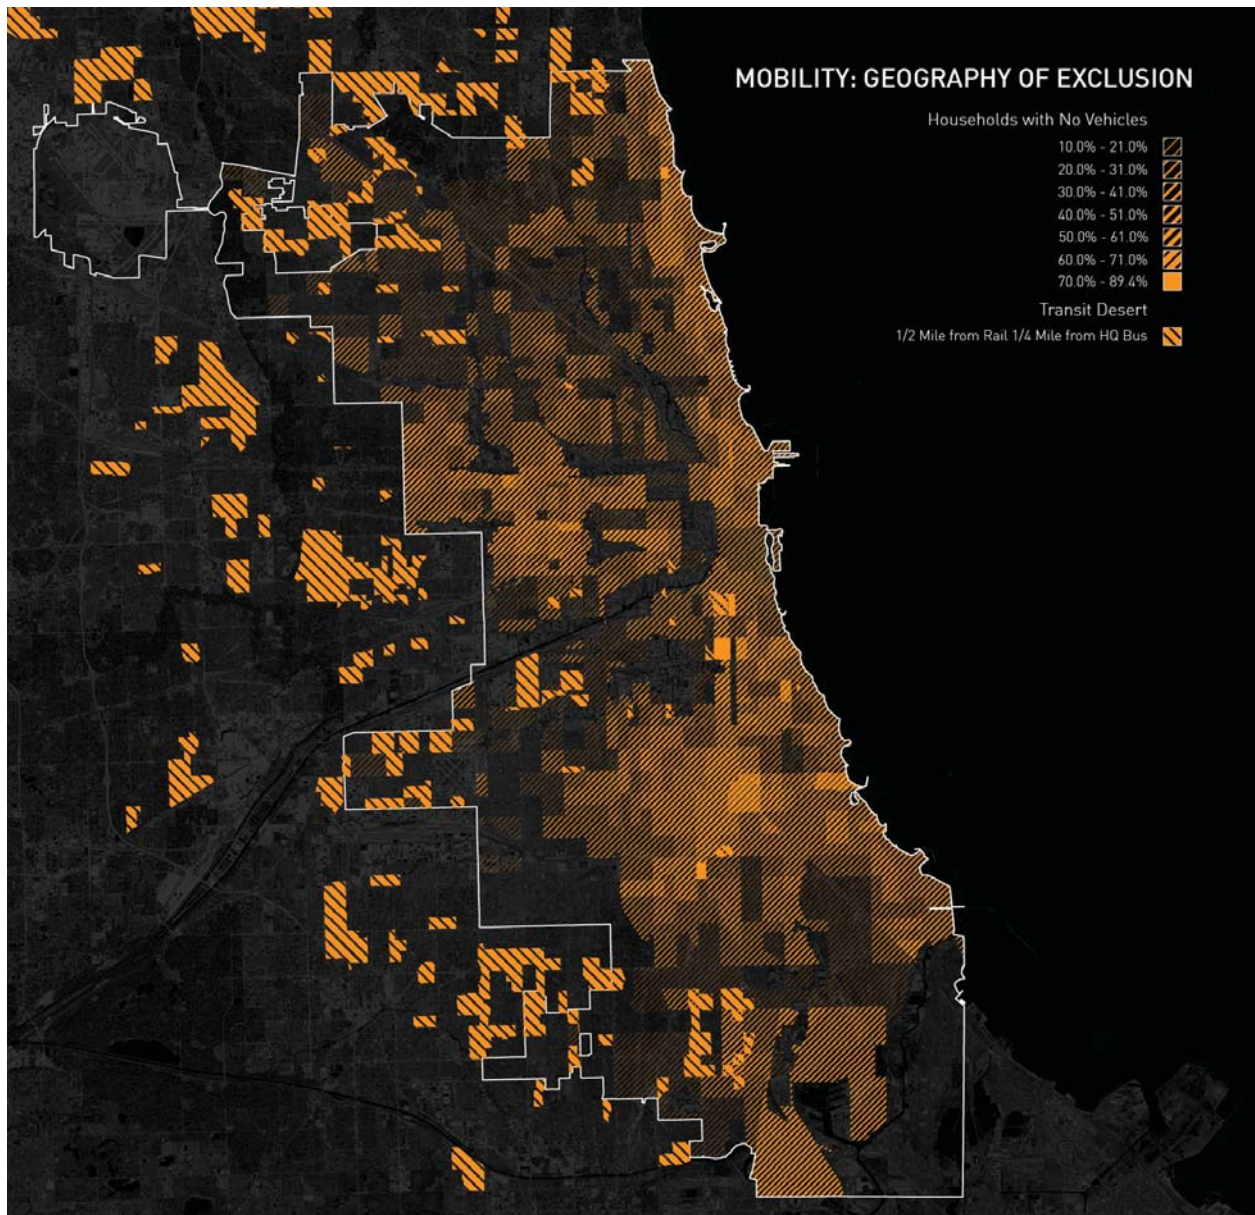 MOBILITY: GEOGRAPHY OF EXCLUSION
Households with No Vehicles
10.0% - 21.0%
20.0% - 31.0%
30.0% - 41.0%
40.0% - 51.0%
50.0% - 61.0%
60.0% - 71.0%
70.0% - 89.4%
Transit Desert
1/2 Mile from Rail 1/4 Mile from HQ Bus